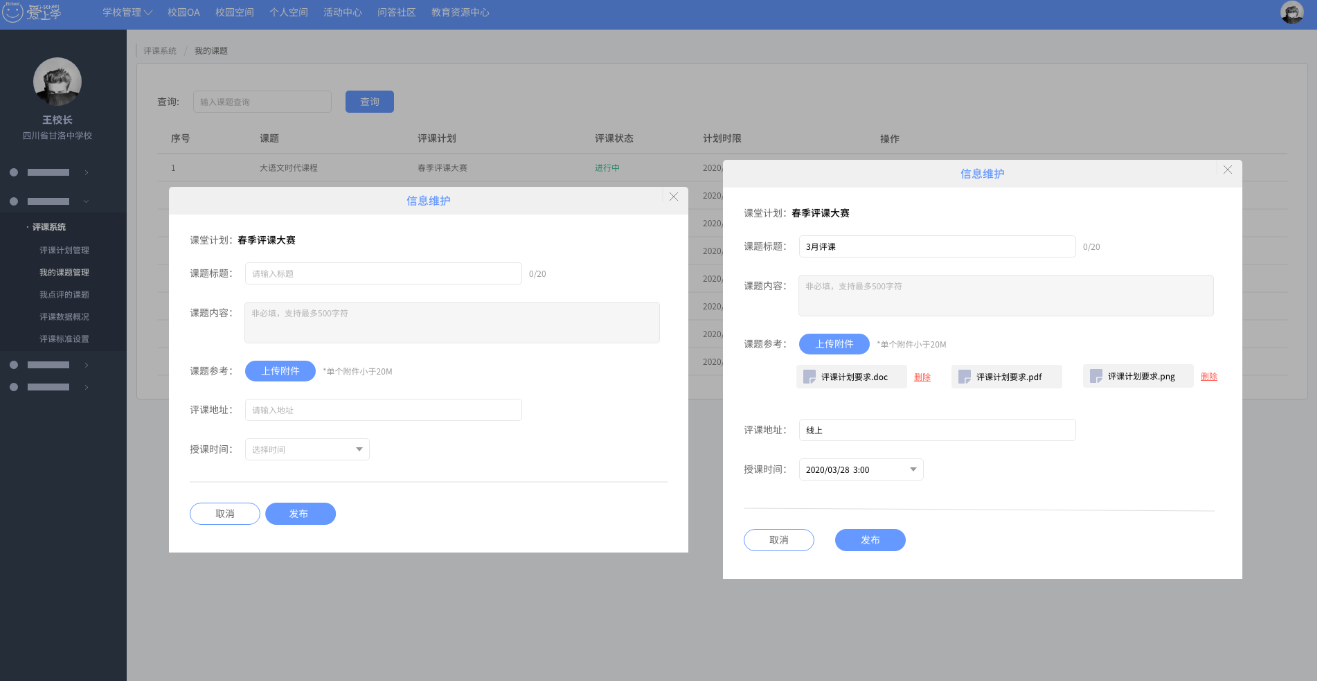 爱上学
学校管理 校园OA 校园空间 个人空间 活动中心 问答社区 教育资源中心
王校长
四川省甘洛中学校
评课系统
评课计划管理
我的课题管理
我点评的课题
评课数据概况
评课标准设置
评课系统 / 我的课题
查询: 输入课题查询 查询
序号 课题 评课计划 评课状态 计划时限 操作
1 大语文时代课程 春季评课大赛 进行中 2020/
2020/
2020/
2020/
2020
2020/
2020/
2020/
信息维护
课堂计划: 春季评课大赛
课题标题: 请输入标题 0/20
课题内容: 非必填，支持最多500字符
课题参考: 上传附件 *单个附件小于20M
评课地址: 请输入地址
授课时间: 选择时间
取消 发布
信息维护
课堂计划: 春季评课大赛
课题标题: 3月评课 0/20
课题内容: 非必填，支持最多500字符
课题参考: 上传附件 *单个附件小于20M
评课计划要求.doc 删除 评课计划要求.pdf 评课计划要求.png 删除
评课地址: 线上
授课时间: 2020/03/28 3:00
取消 发布